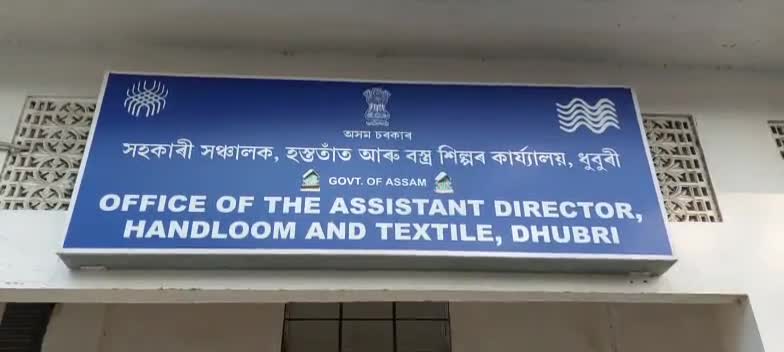 অসম চৰকাৰ
সহকাৰী সঞ্চালক, হস্ততাঁত আৰু বস্ত্ৰ শিল্পৰ কাৰ্য্যালয়, ধুবুৰী
GOVT. OF ASSAM
OFFICE OF THE ASSISTANT DIRECTOR,
HANDLOOM AND TEXTILE, DHUBRI